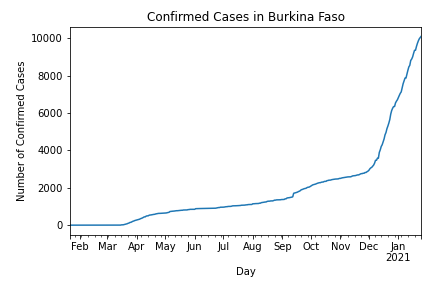 Confirmed Cases in Burkina Faso
Number of Confirmed Cases
10000
8000
6000
4000
2000
0
Feb Mar Apr May Jun Jul Aug Sep Oct Nov Dec Jan
2021
Day